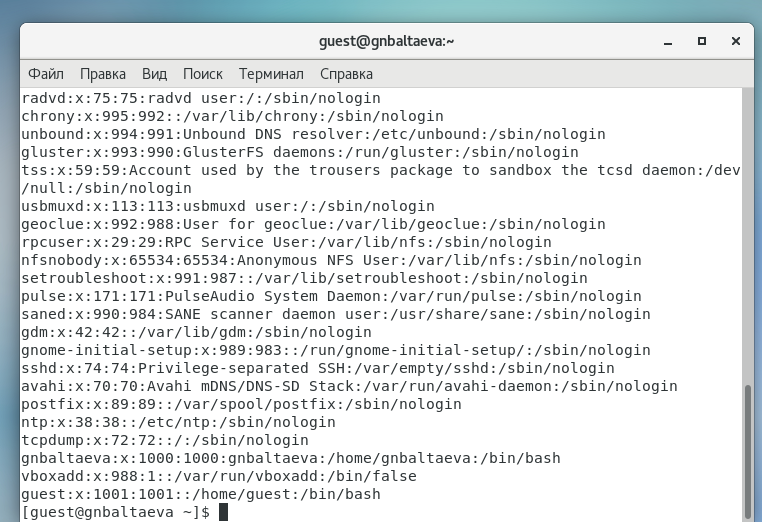 guest@gnbaltaeva:~
Файл Правка Вид Поиск Терминал Справка
radvd:x:75:75:radvd user:/:/sbin/nologin
chrony:x:995:992::/var/lib/chrony:/sbin/nologin
unbound:x:994:991:Unbound DNS resolver:/etc/unbound:/sbin/nologin
gluster:x:993:990:GlusterFS daemons:/run/gluster:/sbin/nologin
tss:x:59:59:Account used by the trousers package to sandbox the tcsd daemon:/dev
/null:/sbin/nologin
usbmuxd:x:113:113:usbmuxd user:/:/sbin/nologin
geoclue:x:992:988:User for geoclue:/var/lib/geoclue:/sbin/nologin
rpcuser:x:29:29:RPC Service User:/var/lib/nfs:/sbin/nologin
nfsnobody:x:65534:65534:Anonymous NFS User:/var/lib/nfs:/sbin/nologin
setroubleshoot:x:991:987::/var/lib/setroubleshoot:/sbin/nologin
pulse:x:171:171:PulseAudio System Daemon:/var/run/pulse:/sbin/nologin
saned:x:990:984:SANE scanner daemon user:/usr/share/sane:/sbin/nologin
gdm:x:42:42::/var/lib/gdm:/sbin/nologin
gnome-initial-setup:x:989:983::/run/gnome-initial-setup/:/sbin/nologin
sshd:x:74:74:Privilege-separated SSH:/var/empty/sshd:/sbin/nologin
avahi:x:70:70:Avahi mDNS/DNS-SD Stack:/var/run/avahi-daemon:/sbin/nologin
postfix:x:89:89::/var/spool/postfix:/sbin/nologin
ntp:x:38:38::/etc/ntp:/sbin/nologin
tcpdump:x:72:72::/:/sbin/nologin
gnbaltaeva:x:1000:1000:gnbaltaeva:/home/gnbaltaeva:/bin/bash
vboxadd:x:988:1::/var/run/vboxadd:/bin/false
guest:x:1001:1001::/home/guest:/bin/bash
[guest@gnbaltaeva ~]$